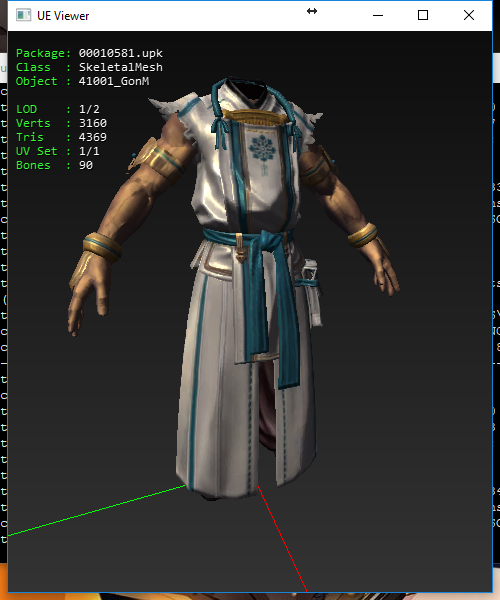 UE Viewer
Package: 00010581.upk
Class  : SkeletalMesh
Object : 41001_GonM
LOD    : 1/2
Verts  : 3160
Tris   : 4369
UV Set : 1/1
Bones  : 90